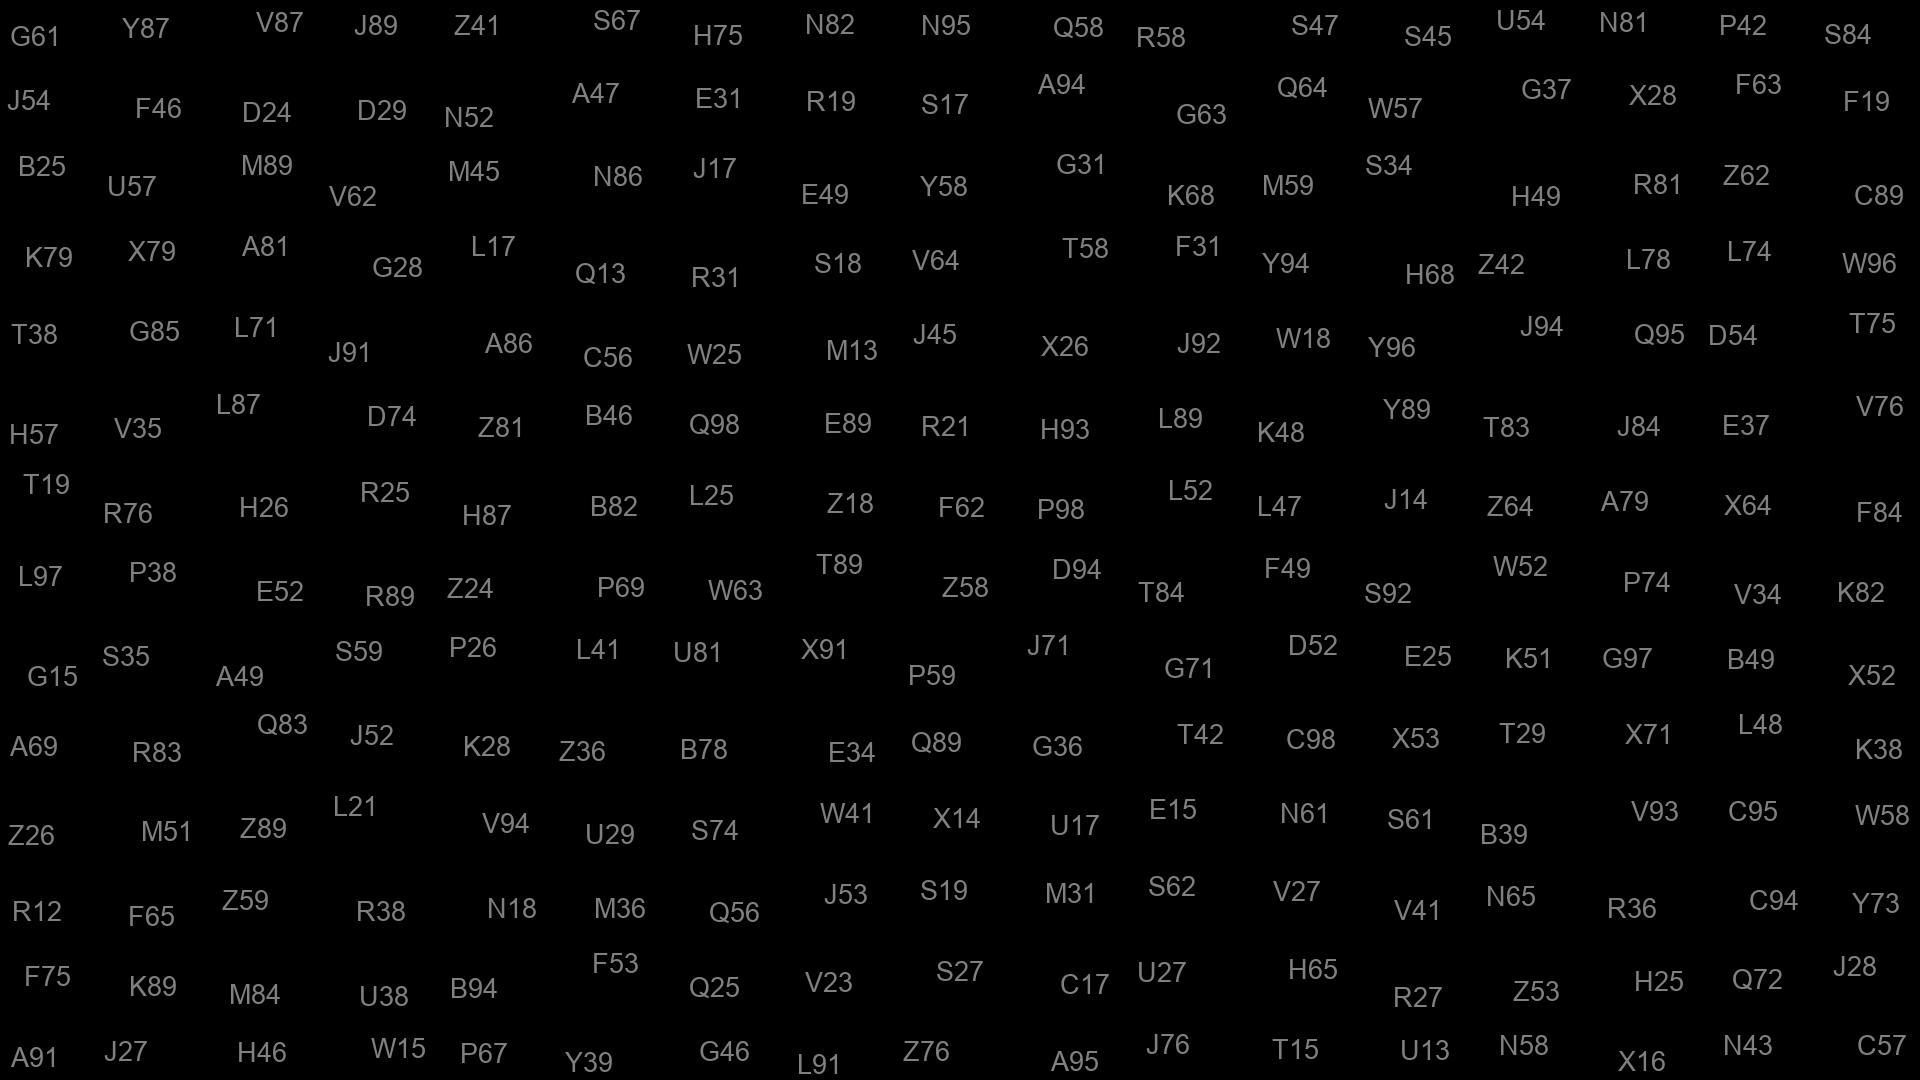 G61 Y87 V87 J89 Z41 S67 H75 N82 N95 Q58 R58 S47 S45 U54 N81 P42 S84
J54 F46 D24 D29 N52 A47 E31 R19 S17 A94 G63 Q64 W57 G37 X28 F63 F19
B25 U57 M89 V62 M45 N86 J17 E49 Y58 G31 K68 M59 S34 H49 R81 Z62 C89
K79 X79 A81 G28 L17 Q13 R31 S18 V64 T58 F31 Y94 H68 Z42 L78 L74 W96
T38 G85 L71 J91 A86 C56 W25 M13 J45 X26 J92 W18 Y96 J94 Q95 D54 T75
H57 V35 L87 D74 Z81 B46 Q98 E89 R21 H93 L89 K48 Y89 T83 J84 E37 V76
T19 R76 H26 R25 H87 B82 L25 Z18 F62 P98 L52 L47 J14 Z64 A79 X64 F84
L97 P38 E52 R89 Z24 P69 W63 T89 Z58 D94 T84 F49 S92 W52 P74 V34 K82
G15 S35 A49 S59 P26 L41 U81 X91 P59 J71 G71 D52 E25 K51 G97 B49 X52
A69 R83 Q83 J52 K28 Z36 B78 E34 Q89 G36 T42 C98 X53 T29 X71 L48 K38
Z26 M51 Z89 L21 V94 U29 S74 W41 X14 U17 E15 N61 S61 B39 V93 C95 W58
R12 F65 Z59 R38 N18 M36 Q56 J53 S19 M31 S62 V27 V41 N65 R36 C94 Y73
F75 K89 M84 U38 B94 F53 Q25 V23 S27 C17 U27 H65 R27 Z53 H25 Q72 J28
A91 J27 H46 W15 P67 Y39 G46 L91 Z76 A95 J76 T15 U13 N58 X16 N43 C57